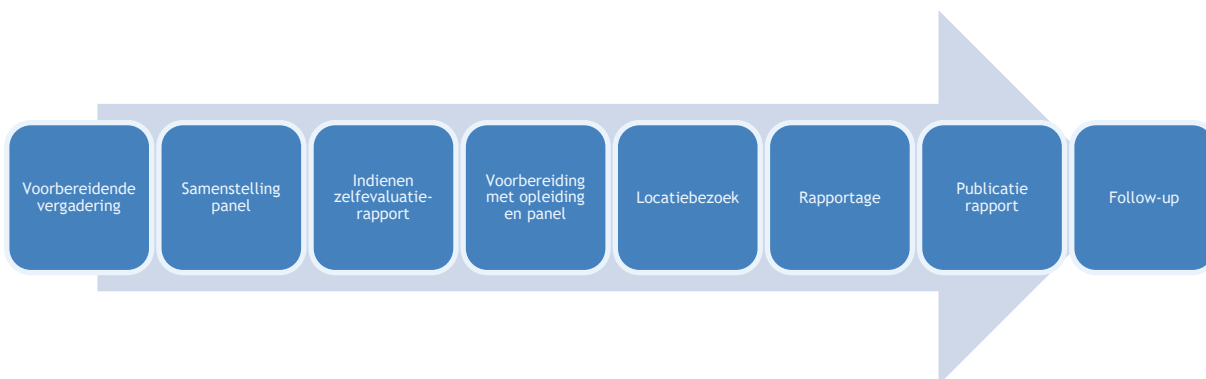 Voorbereidende
vergadering
Samenstelling
panel
Indienen
zelfevaluatie-
rapport
Voorbereiding
met opleiding
en panel
Locatiebezoek
Rapportage
Publicatie
rapport
Follow-up